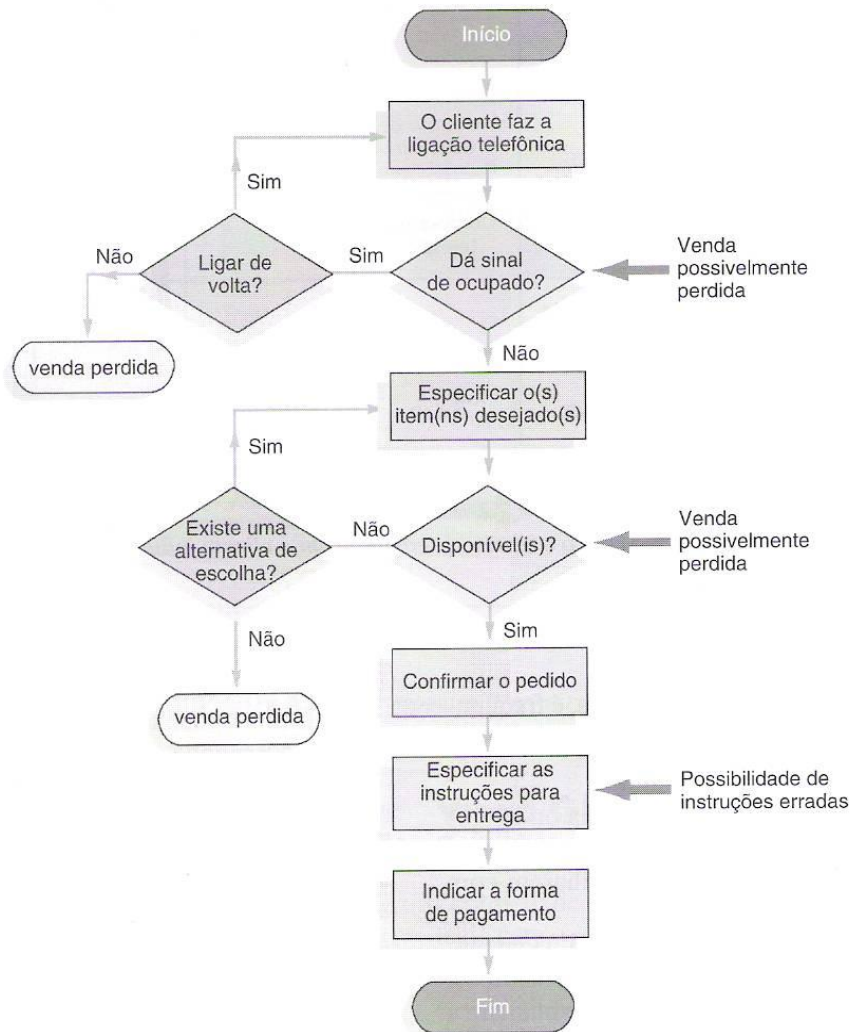 Início
O cliente faz a
ligação telefônica
Sim
Não
Ligar de
volta?
Sim
Dá sinal
de ocupado?
Venda
possivelmente
perdida
venda perdida
Não
Especificar o(s)
item(ns) desejado(s)
Sim
Existe uma
alternativa de
escolha?
Não
Disponível(is)?
Venda
possivelmente
perdida
Não
Sim
venda perdida
Confirmar o pedido
Especificar as
instruções para
entrega
Possibilidade de
instruções erradas
Indicar a forma
de pagamento
Fim